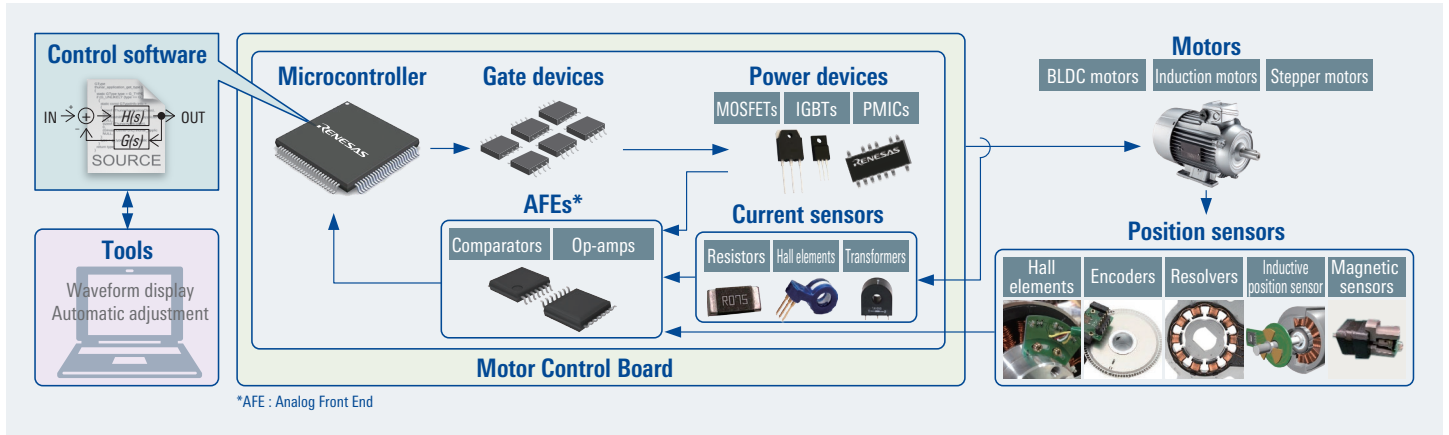 Control software
IN
+
−
H(s)
G(s)
OUT
SOURCE
Tools
Waveform display
Automatic adjustment
Microcontroller
RENESAS
Gate devices
Power devices
MOSFETs
IGBTs
PMICs
RENESAS
AFEs*
Comparators
Op-amps
Current sensors
Resistors
Hall elements
Transformers
R075
Motor Control Board
*AFE : Analog Front End
Motors
BLDC motors
Induction motors
Stepper motors
Position sensors
Hall
elements
Encoders
Resolvers
Inductive
position sensor
Magnetic
sensors